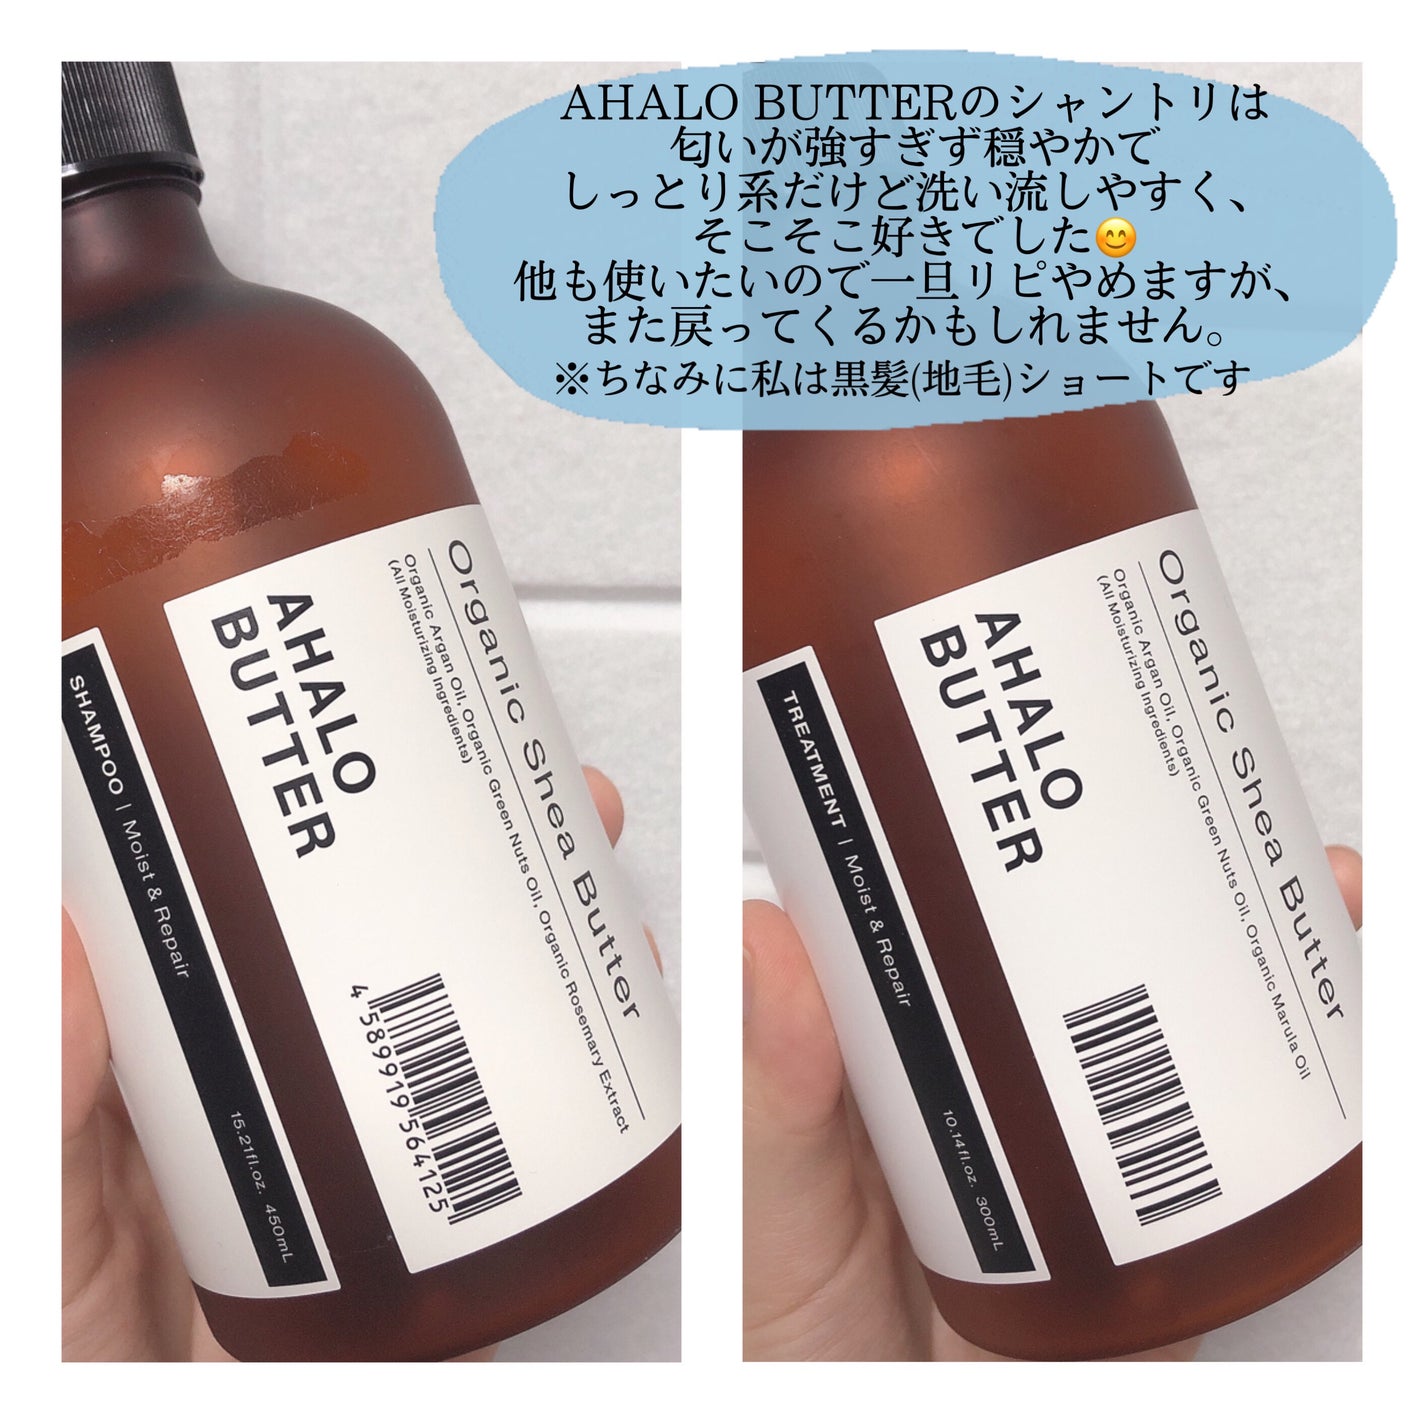 AHALO BUTTERのシャントリは
匂いが強すぎず穏やかで
しっとり系だけど洗い流しやすく、
そこそこ好きでした😊
他も使いたいので一旦リピやめますが、
また戻ってくるかもしれません。
※ちなみに私は黒髪(地毛)ショートです
Organic Shea Butter
Organic Argan Oil, Organic Green Nuts Oil, Organic Rosemary Extract
(All Moisturizing Ingredients)
AHALO
BUTTER
4 589919 564125
SHAMPOO | Moist & Repair
15.21fl.oz. 450mL
Organic Shea Butter
Organic Argan Oil, Organic Green Nuts Oil, Organic Marula Oil
(All Moisturizing Ingredients)
AHALO
BUTTER
TREATMENT | Moist & Repair
10.14fl.oz. 300mL